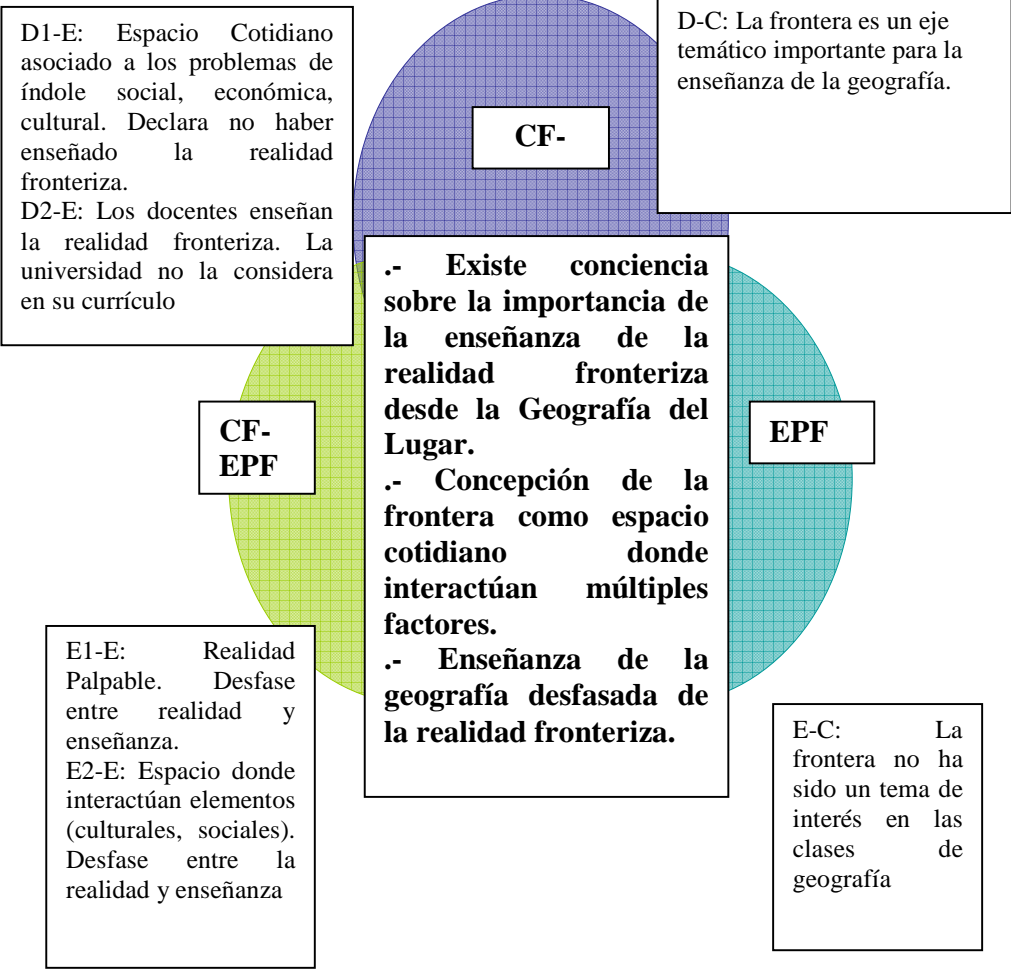 D1-E: Espacio Cotidiano
asociado a los problemas de
índole social, económica,
cultural. Declara no haber
enseñado la realidad
fronteriza.
D2-E: Los docentes enseñan
la realidad fronteriza. La
universidad no la considera
en su currículo
D-C: La frontera es un eje
temático importante para la
enseñanza de la geografía.
CF-
.- Existe conciencia
sobre la importancia de
la enseñanza de la
realidad fronteriza
desde la Geografía del
Lugar.
.- Concepción de la
frontera como espacio
cotidiano donde
interactúan múltiples
factores.
.- Enseñanza de la
geografía desfasada de
la realidad fronteriza.
CF-
EPF
EPF
E1-E: Realidad
Palpable. Desfase
entre realidad y
enseñanza.
E2-E: Espacio donde
interactúan elementos
(culturales, sociales).
Desfase entre la
realidad y enseñanza
E-C: La
frontera no ha
sido un tema de
interés en las
clases de
geografía